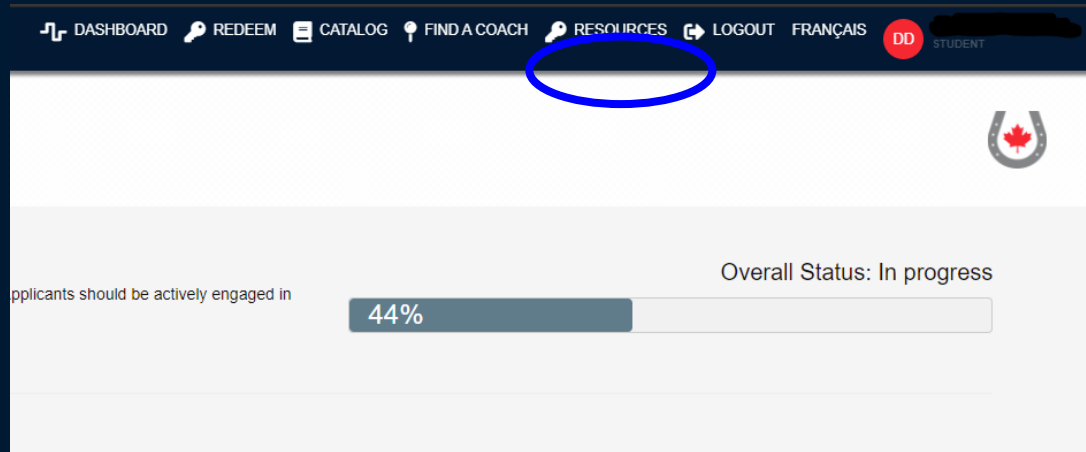 DASHBOARD REDEEM CATALOG FIND A COACH RESOURCES LOGOUT FRANÇAIS DD STUDENT
Overall Status: In progress
applicants should be actively engaged in
44%